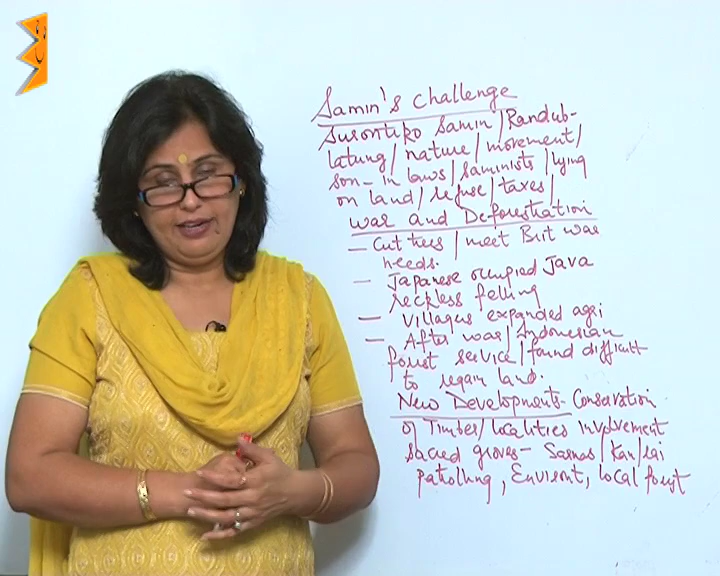 Samin's challenge
Surontiko Samin / Randub-
latung / nature / movement /
son-in laws / saminists / lying
on land / refuse / taxes /
war and Deforestation
– Cut trees / meet Brit war
needs.
– Japanese occupied Java
reckless felling
– Villages expanded agri
– After war / Indonesian
forest service / found difficult
to regain land.
New Developments - Conservation
of Timber / localities involvement
sacred groves - Sarnas / Kan / rai
patrolling, Envisent, local forest